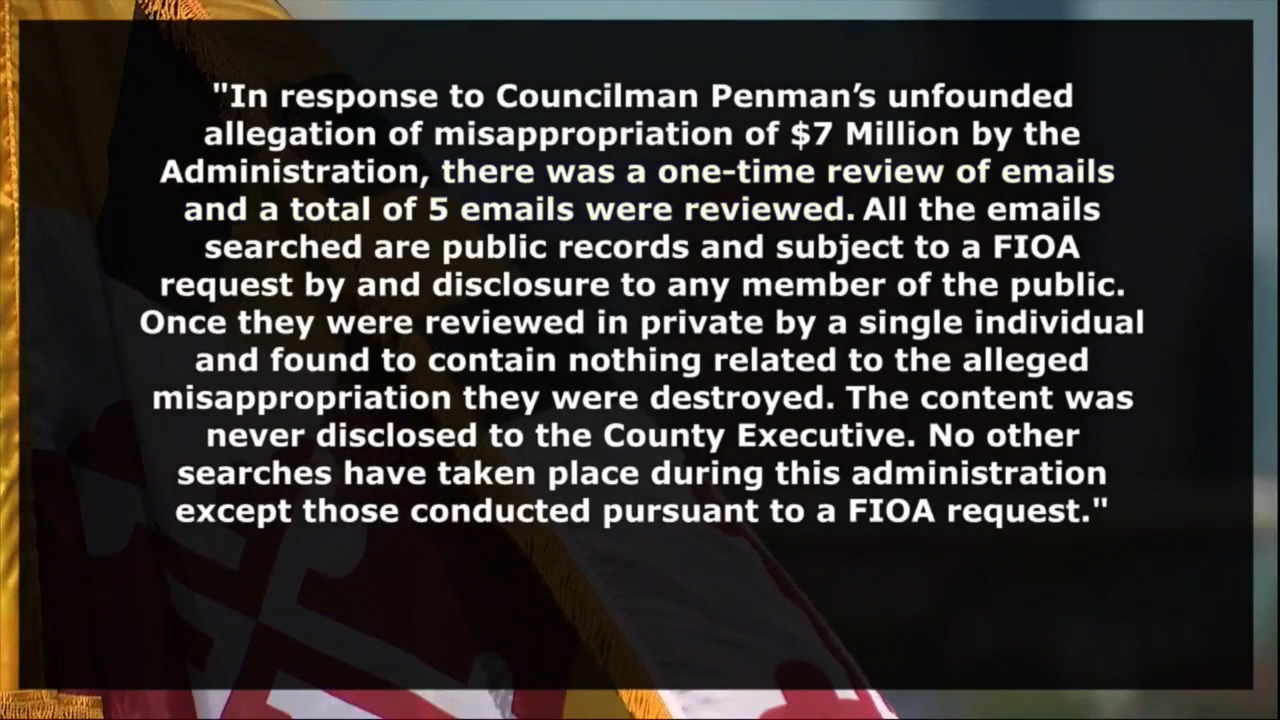 "In response to Councilman Penman’s unfounded
allegation of misappropriation of $7 Million by the
Administration, there was a one-time review of emails
and a total of 5 emails were reviewed. All the emails
searched are public records and subject to a FIOA
request by and disclosure to any member of the public.
Once they were reviewed in private by a single individual
and found to contain nothing related to the alleged
misappropriation they were destroyed. The content was
never disclosed to the County Executive. No other
searches have taken place during this administration
except those conducted pursuant to a FIOA request."